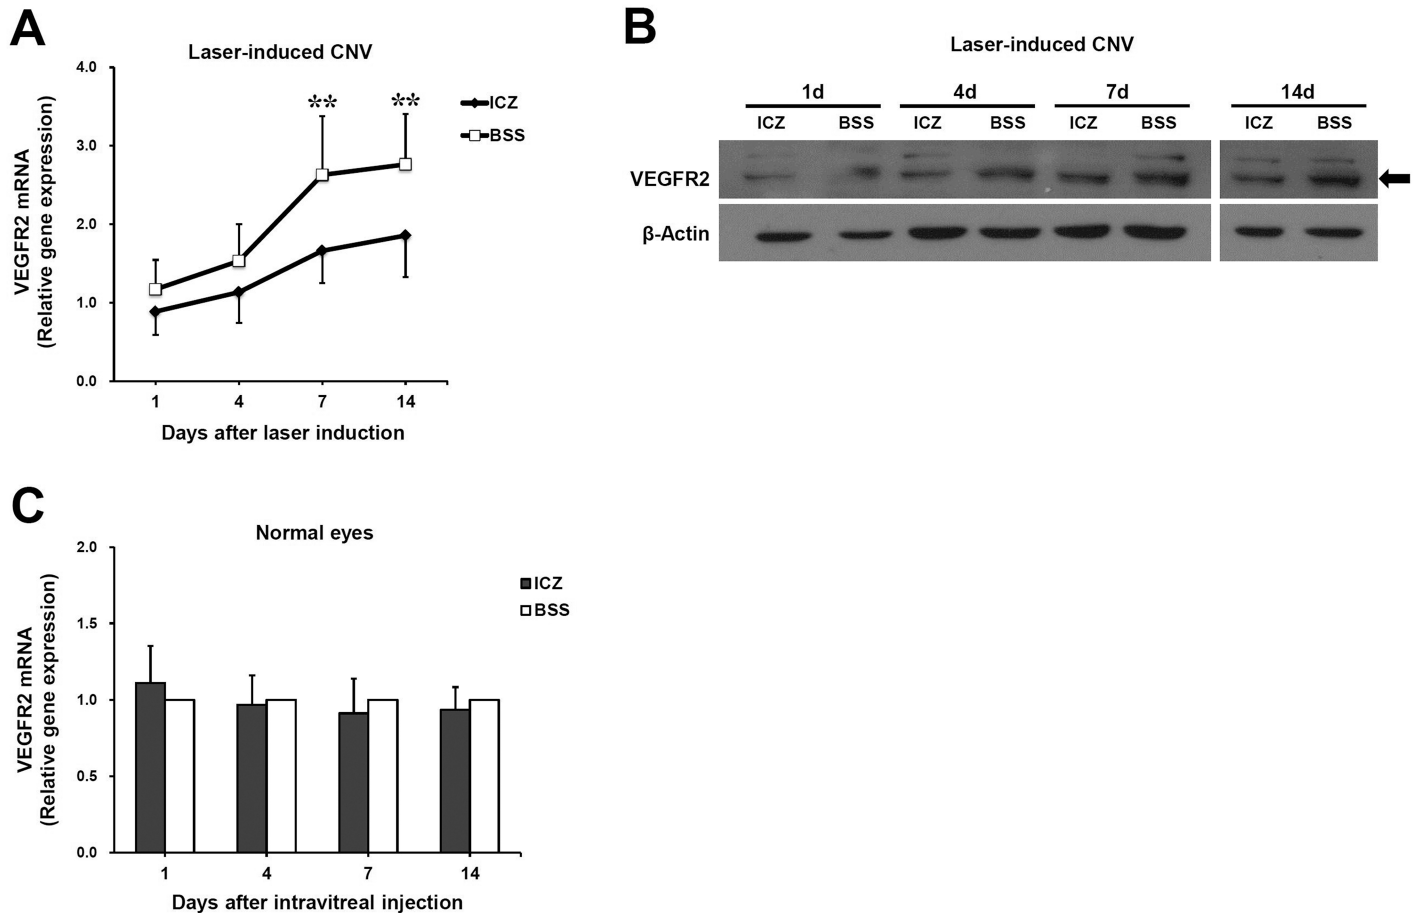 A
Laser-induced CNV
4.0
3.0
2.0
1.0
0.0
VEGFR2 mRNA
(Relative gene expression)
**
**
ICZ
BSS
1 4 7 14
Days after laser induction
B
Laser-induced CNV
1d 4d 7d 14d
ICZ BSS ICZ BSS ICZ BSS ICZ BSS
VEGFR2
β-Actin
C
Normal eyes
2.0
1.5
1.0
0.5
0.0
VEGFR2 mRNA
(Relative gene expression)
ICZ
BSS
1 4 7 14
Days after intravitreal injection